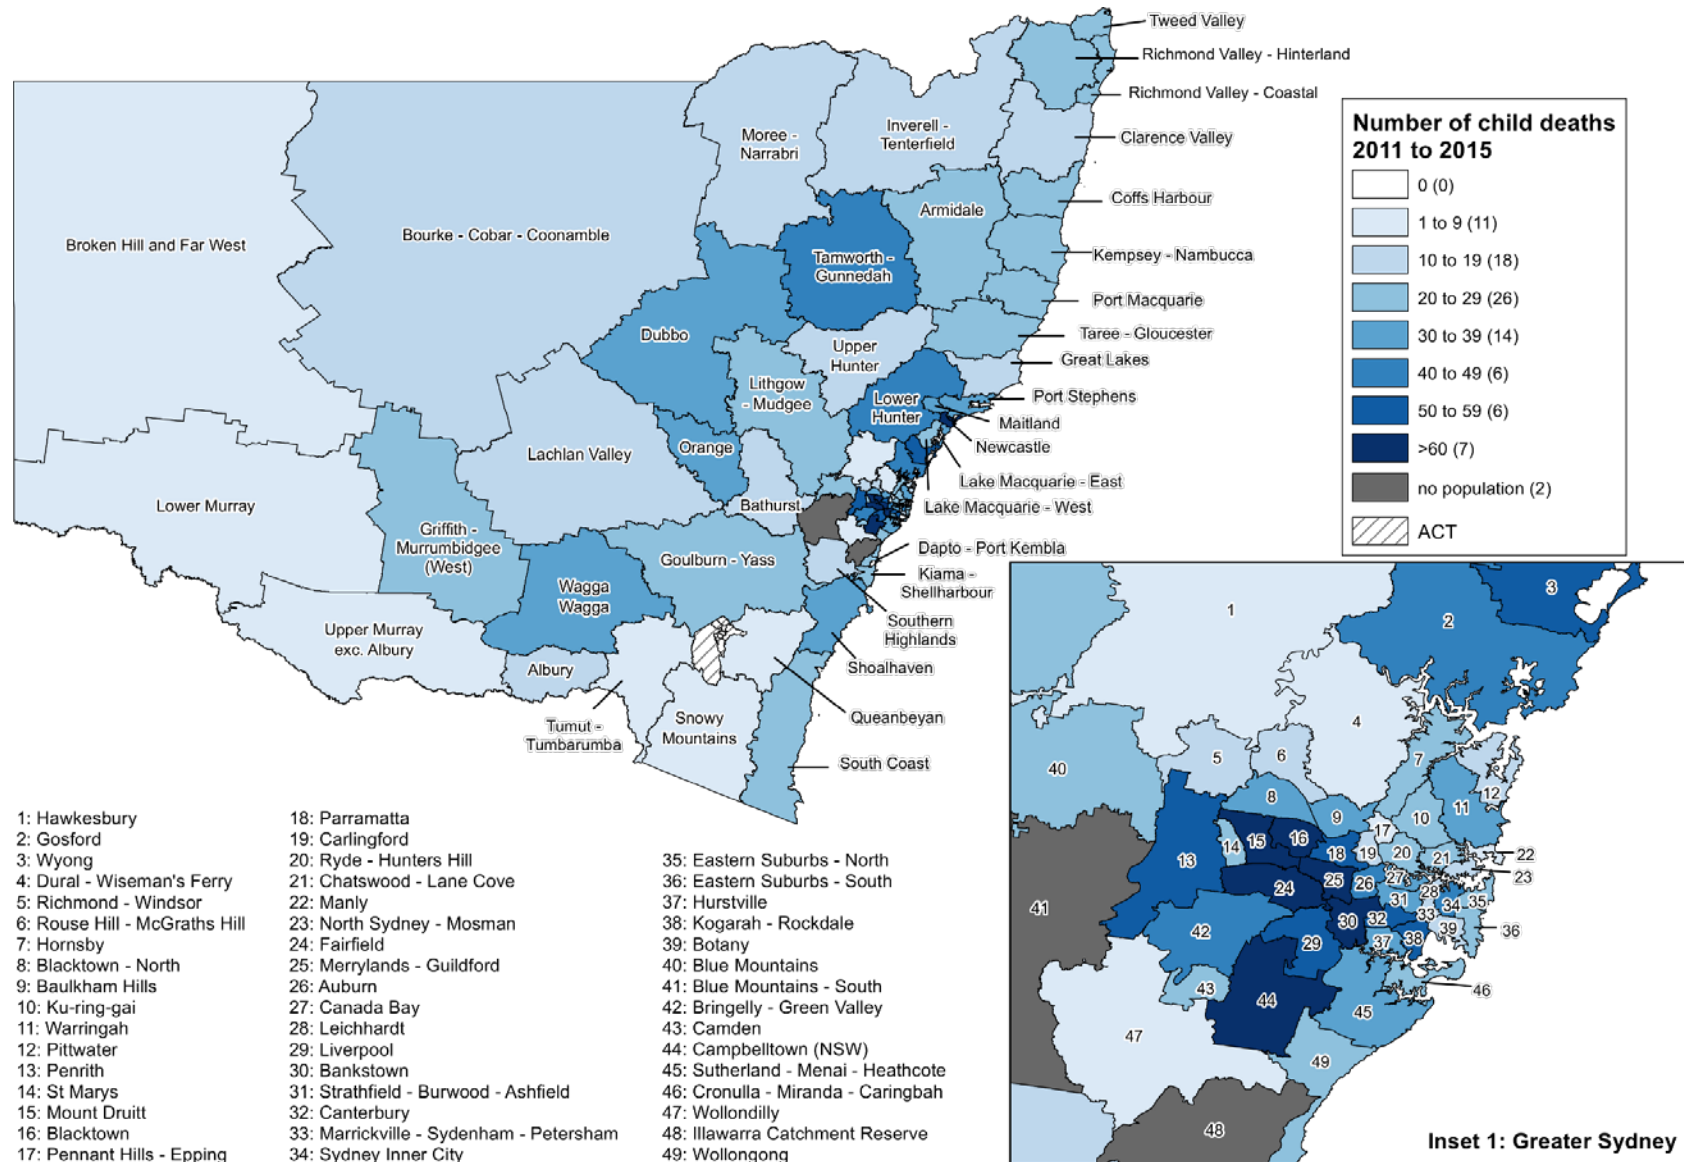 Tweed Valley
Richmond Valley - Hinterland
Richmond Valley - Coastal
Clarence Valley
Coffs Harbour
Kempsey - Nambucca
Port Macquarie
Taree - Gloucester
Great Lakes
Port Stephens
Maitland
Newcastle
Lake Macquarie - East
Lake Macquarie - West
Dapto - Port Kembla
Kiama -
Shellharbour
Southern
Highlands
Shoalhaven
Queanbeyan
South Coast
Moree -
Narrabri
Inverell -
Tenterfield
Armidale
Broken Hill and Far West
Bourke - Cobar - Coonamble
Tamworth -
Gunnedah
Dubbo
Upper
Hunter
Lithgow
- Mudgee
Lower
Hunter
Orange
Lachlan Valley
Bathurst
Lower Murray
Griffith -
Murrumbidgee
(West)
Goulburn - Yass
Wagga
Wagga
Upper Murray
exc. Albury
Albury
Tumut -
Tumbarumba
Snowy
Mountains
Number of child deaths
2011 to 2015
0 (0)
1 to 9 (11)
10 to 19 (18)
20 to 29 (26)
30 to 39 (14)
40 to 49 (6)
50 to 59 (6)
>60 (7)
no population (2)
ACT
1: Hawkesbury
2: Gosford
3: Wyong
4: Dural - Wiseman's Ferry
5: Richmond - Windsor
6: Rouse Hill - McGraths Hill
7: Hornsby
8: Blacktown - North
9: Baulkham Hills
10: Ku-ring-gai
11: Warringah
12: Pittwater
13: Penrith
14: St Marys
15: Mount Druitt
16: Blacktown
17: Pennant Hills - Epping
18: Parramatta
19: Carlingford
20: Ryde - Hunters Hill
21: Chatswood - Lane Cove
22: Manly
23: North Sydney - Mosman
24: Fairfield
25: Merrylands - Guildford
26: Auburn
27: Canada Bay
28: Leichhardt
29: Liverpool
30: Bankstown
31: Strathfield - Burwood - Ashfield
32: Canterbury
33: Marrickville - Sydenham - Petersham
34: Sydney Inner City
35: Eastern Suburbs - North
36: Eastern Suburbs - South
37: Hurstville
38: Kogarah - Rockdale
39: Botany
40: Blue Mountains
41: Blue Mountains - South
42: Bringelly - Green Valley
43: Camden
44: Campbelltown (NSW)
45: Sutherland - Menai - Heathcote
46: Cronulla - Miranda - Caringbah
47: Wollondilly
48: Illawarra Catchment Reserve
49: Wollongong
1
2
3
4
5
6
7
8
9
10
11
12
13
14
15
16
17
18
19
20
21
22
23
24
25
26
27
28
29
30
31
32
33
34
35
36
37
38
39
40
41
42
43
44
45
46
47
48
49
Inset 1: Greater Sydney